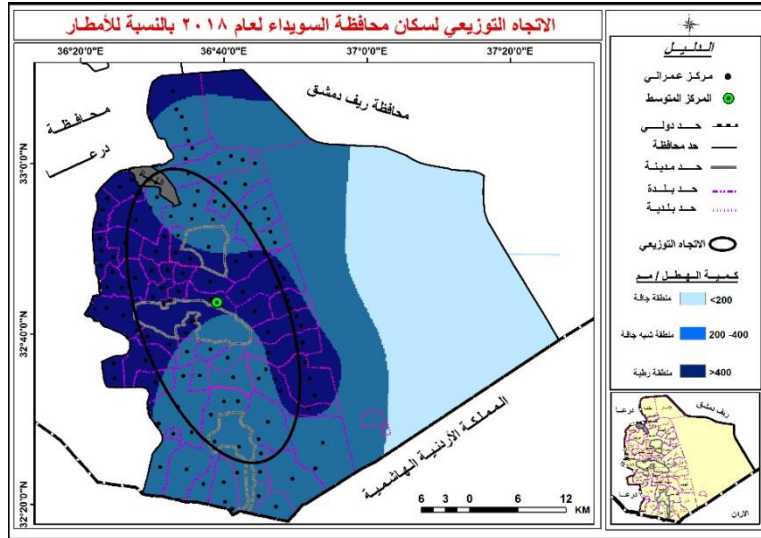 الاتجاه التوزيعي لسكان محافظة السويداء لعام ٢٠١٨ بالنسبة للأمطار
36°20'0"E 36°40'0"E 37°0'0"E 37°20'0"E
33°0'0"N
32°40'0"N
32°20'0"N
محافظة ريف دمشق
محافظة
درعا
المملكة الأردنية الهاشمية
6 3 0 6 12
KM
الدليل
مركز عمراني
المركز المتوسط
حد دولي
حد محافظة
حد مدينة
حد بلدة
حد بلدية
الاتجاه التوزيعي
كمية الهطل / مم
منطقة جافة <200
منطقة شبه جافة 200 -400
منطقة رطبة >400
ريف دمشق
درعا
الأردن